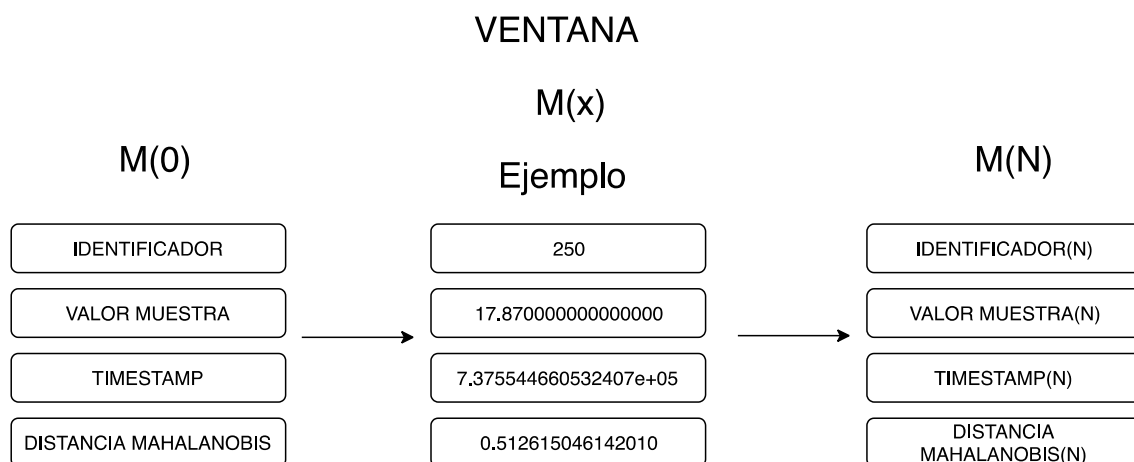 VENTANA
M(x)
M(0)
Ejemplo
M(N)
IDENTIFICADOR
250
IDENTIFICADOR(N)
VALOR MUESTRA
17.870000000000000
VALOR MUESTRA(N)
TIMESTAMP
7.375544660532407e+05
TIMESTAMP(N)
DISTANCIA MAHALANOBIS
0.512615046142010
DISTANCIA
MAHALANOBIS(N)